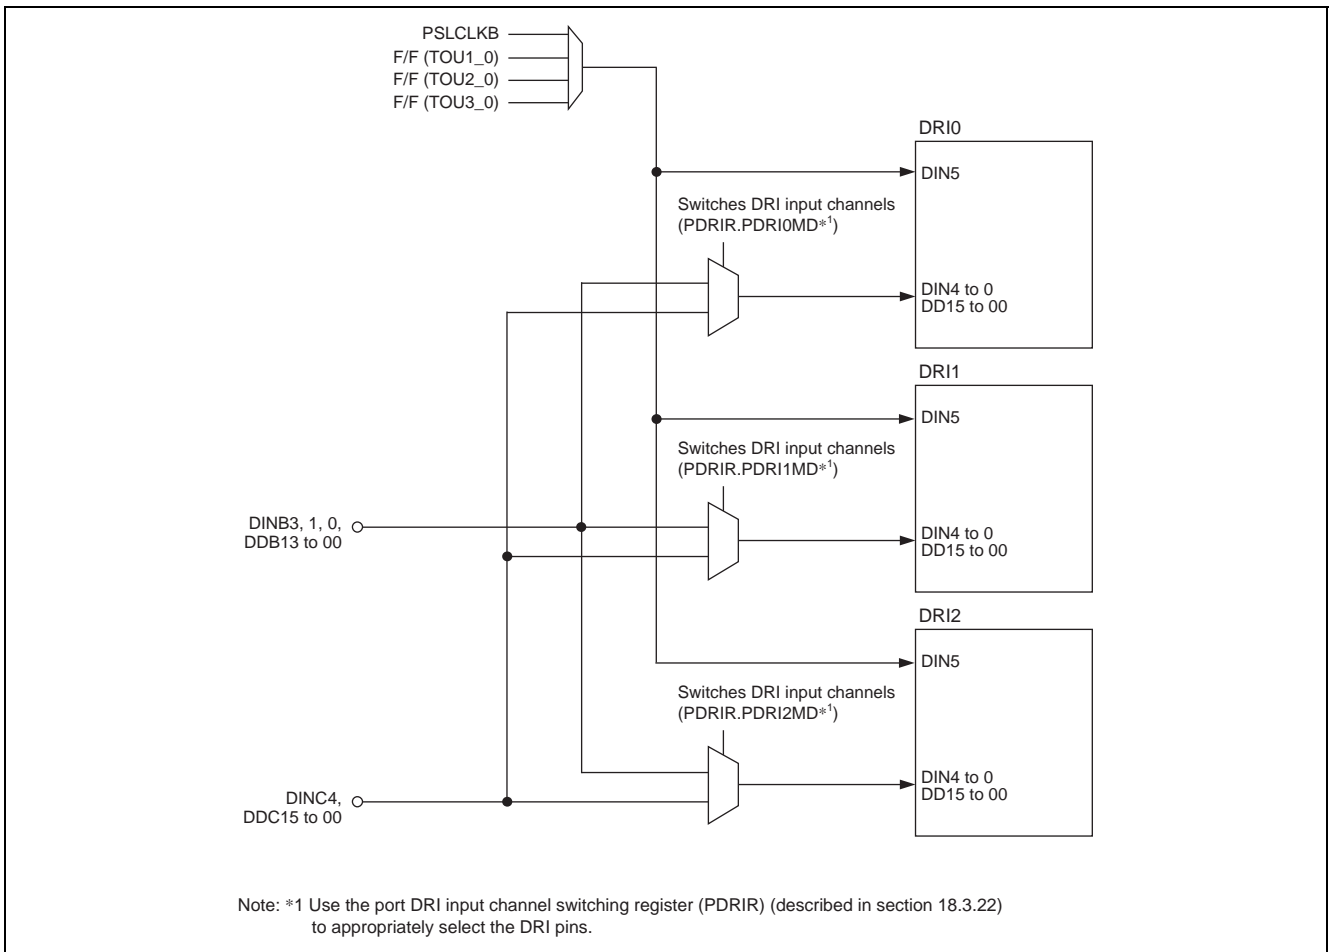 PSLCLKB
F/F (TOU1_0)
F/F (TOU2_0)
F/F (TOU3_0)
DRI0
DIN5
Switches DRI input channels
(PDRIR.PDRI0MD*1)
DIN4 to 0
DD15 to 00
DRI1
DIN5
Switches DRI input channels
(PDRIR.PDRI1MD*1)
DINB3, 1, 0,
DDB13 to 00
DIN4 to 0
DD15 to 00
DRI2
DIN5
Switches DRI input channels
(PDRIR.PDRI2MD*1)
DIN4 to 0
DD15 to 00
DINC4,
DDC15 to 00
Note: *1 Use the port DRI input channel switching register (PDRIR) (described in section 18.3.22)
to appropriately select the DRI pins.